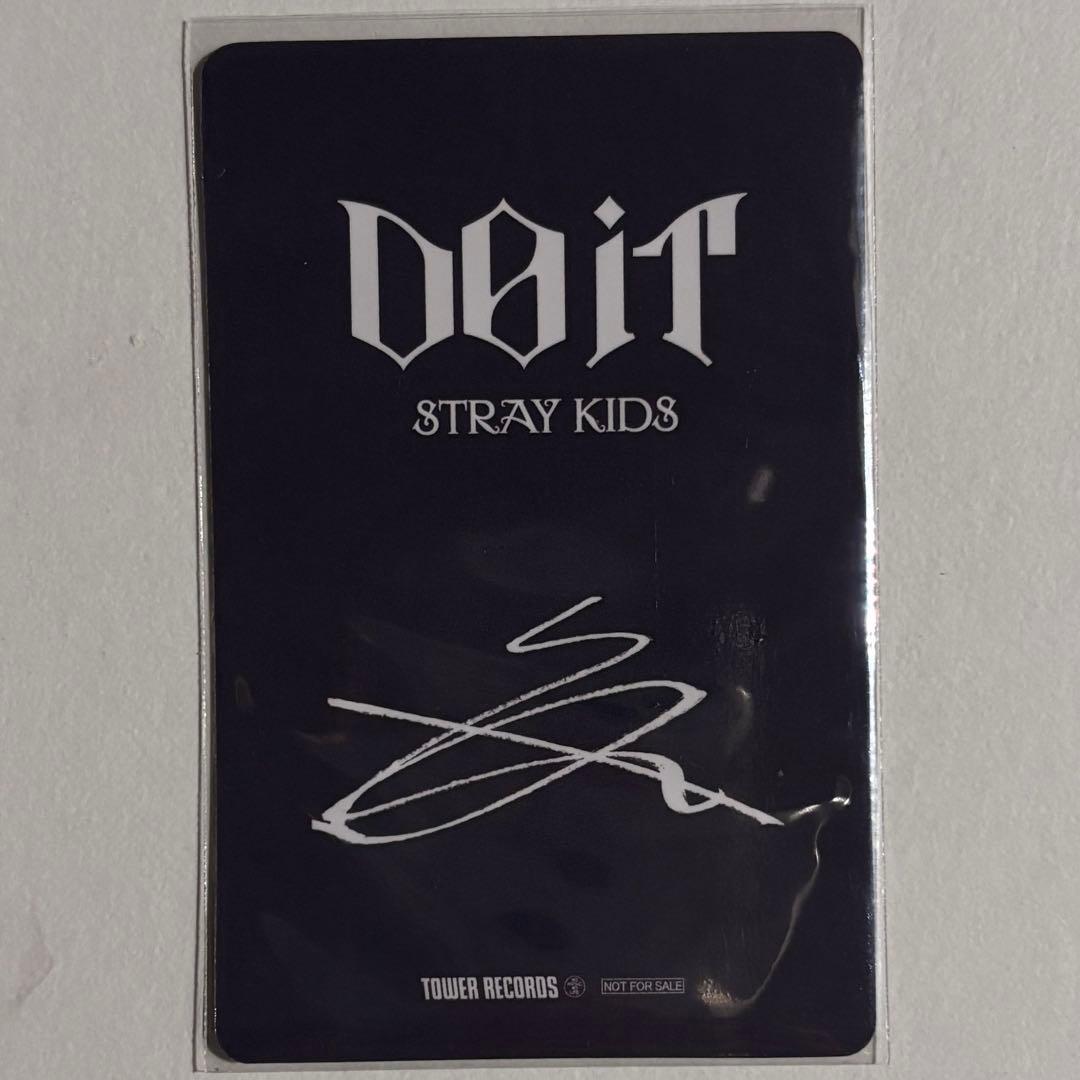 DO iT
STRAY KIDS
TOWER RECORDS
NOT FOR SALE